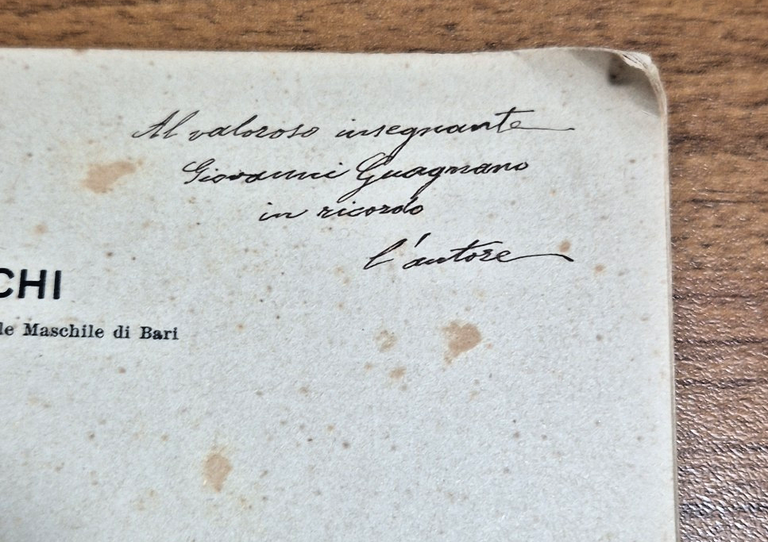 Al valoroso insegnante
Giovanni Guagnano
in ricordo
l'autore
CHI
le Maschile di Bari